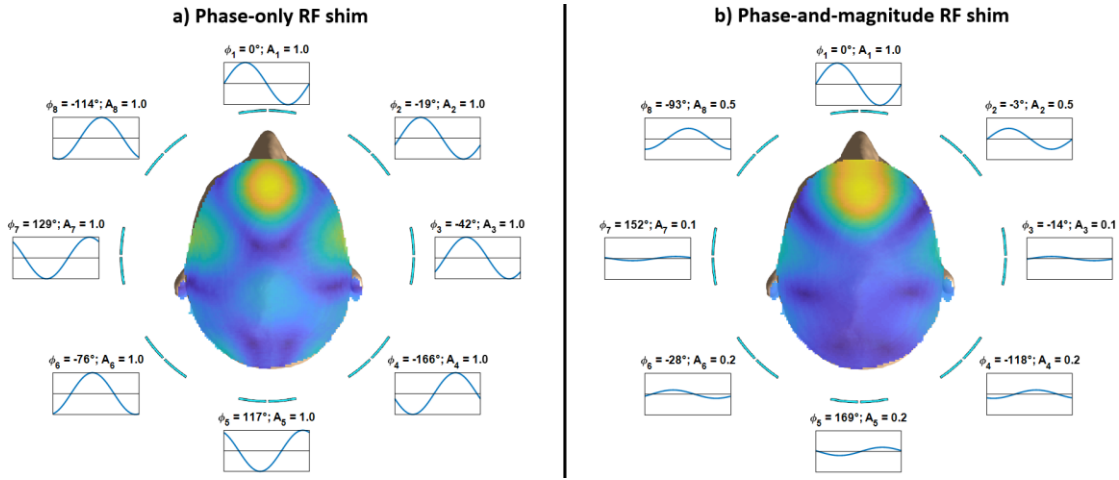 a) Phase-only RF shim
ϕ1 = 0°; A1 = 1.0
ϕ8 = -114°; A8 = 1.0
ϕ2 = -19°; A2 = 1.0
ϕ7 = 129°; A7 = 1.0
ϕ3 = -42°; A3 = 1.0
ϕ6 = -76°; A6 = 1.0
ϕ4 = -166°; A4 = 1.0
ϕ5 = 117°; A5 = 1.0
b) Phase-and-magnitude RF shim
ϕ1 = 0°; A1 = 1.0
ϕ8 = -93°; A8 = 0.5
ϕ2 = -3°; A2 = 0.5
ϕ7 = 152°; A7 = 0.1
ϕ3 = -14°; A3 = 0.1
ϕ6 = -28°; A6 = 0.2
ϕ4 = -118°; A4 = 0.2
ϕ5 = 169°; A5 = 0.2